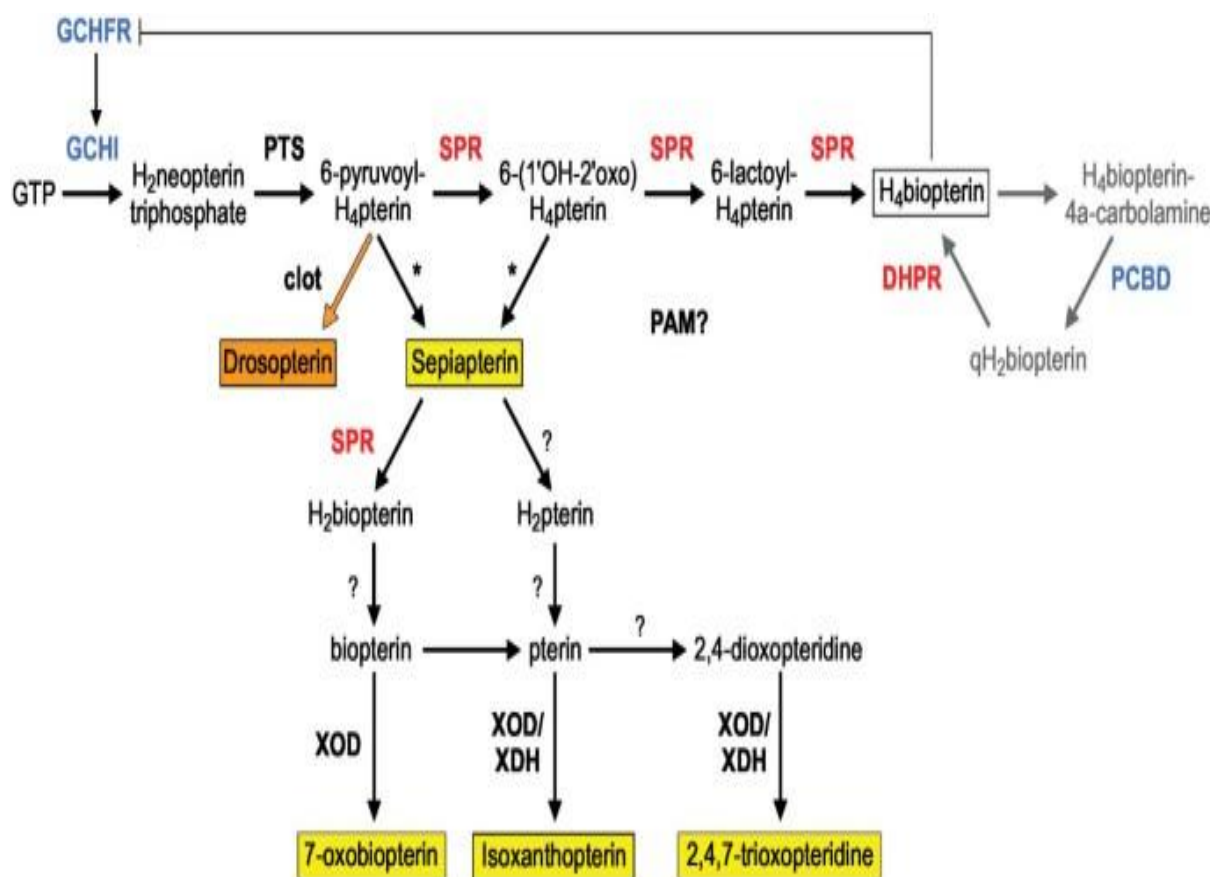 GCHFR
GCHI
PTS
SPR
SPR
SPR
GTP
H₂neopterin
triphosphate
6-pyruvoyl-
H₄pterin
6-(1'OH-2'oxo)
H₄pterin
6-lactoyl-
H₄pterin
H₄biopterin
H₄biopterin-
4a-carbolamine
clot
*
*
PAM?
DHPR
PCBD
Drosopterin
Sepiapterin
qH₂biopterin
SPR
?
H₂biopterin
H₂pterin
?
?
biopterin
pterin
?
2,4-dioxopteridine
XOD
XOD/
XDH
XOD/
XDH
7-oxobiopterin
Isoxanthopterin
2,4,7-trioxopteridine